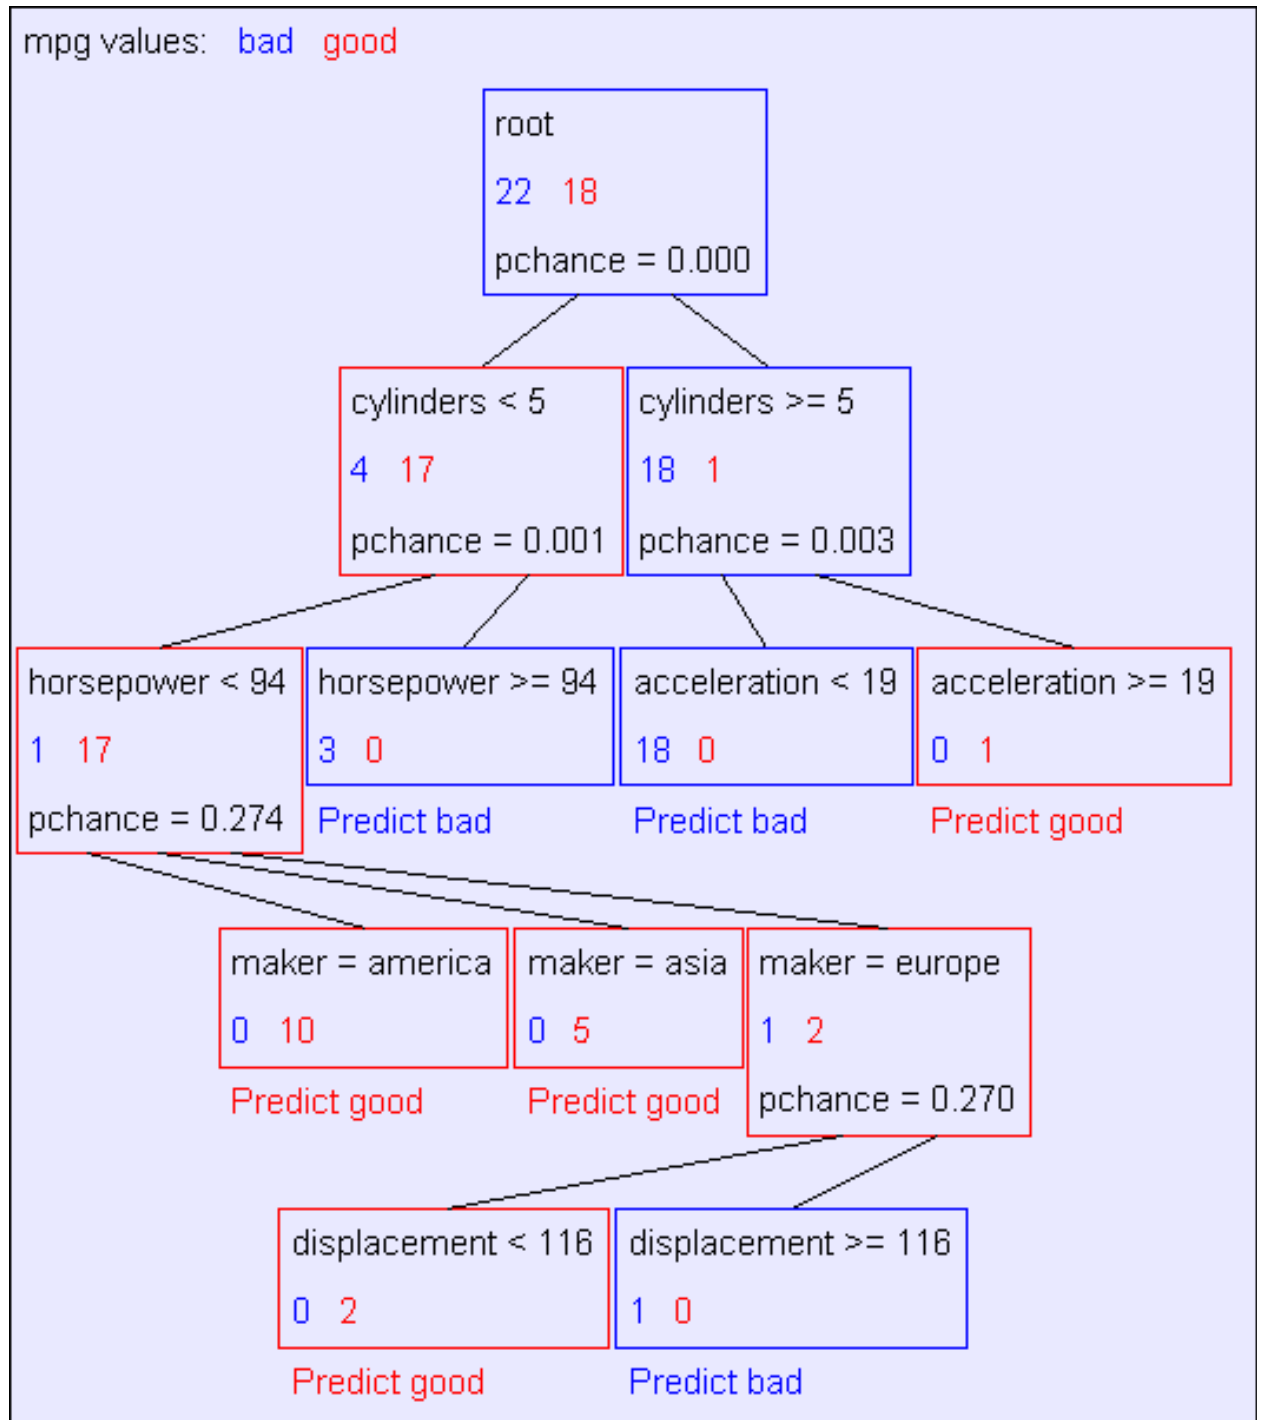 mpg values: bad good
root
22 18
pchance = 0.000
cylinders < 5
4 17
pchance = 0.001
cylinders >= 5
18 1
pchance = 0.003
horsepower < 94
1 17
pchance = 0.274
horsepower >= 94
3 0
Predict bad
acceleration < 19
18 0
Predict bad
acceleration >= 19
0 1
Predict good
maker = america
0 10
Predict good
maker = asia
0 5
Predict good
maker = europe
1 2
pchance = 0.270
displacement < 116
0 2
Predict good
displacement >= 116
1 0
Predict bad